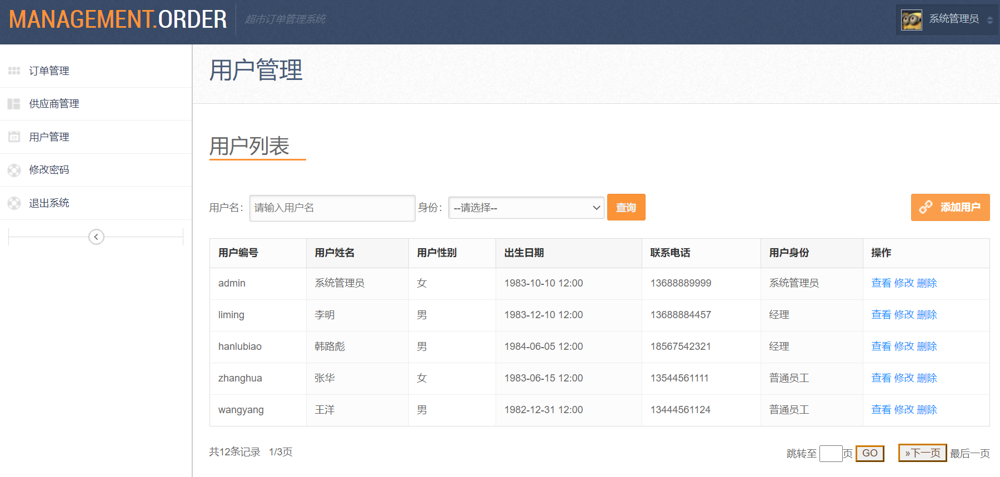 MANAGEMENT.ORDER 超市订单管理系统 系统管理员
订单管理
供应商管理
用户管理
修改密码
退出系统
用户管理
用户列表
用户名： 请输入用户名 身份： --请选择-- 查询 添加用户
用户编号 用户姓名 用户性别 出生日期 联系电话 用户身份 操作
admin 系统管理员 女 1983-10-10 12:00 13688889999 系统管理员 查看 修改 删除
liming 李明 男 1983-12-10 12:00 13688884457 经理 查看 修改 删除
hanlubiao 韩路彪 男 1984-06-05 12:00 18567542321 经理 查看 修改 删除
zhanghua 张华 女 1983-06-15 12:00 13544561111 普通员工 查看 修改 删除
wangyang 王洋 男 1982-12-31 12:00 13444561124 普通员工 查看 修改 删除
共12条记录 1/3页 跳转至 页 GO »下一页 最后一页